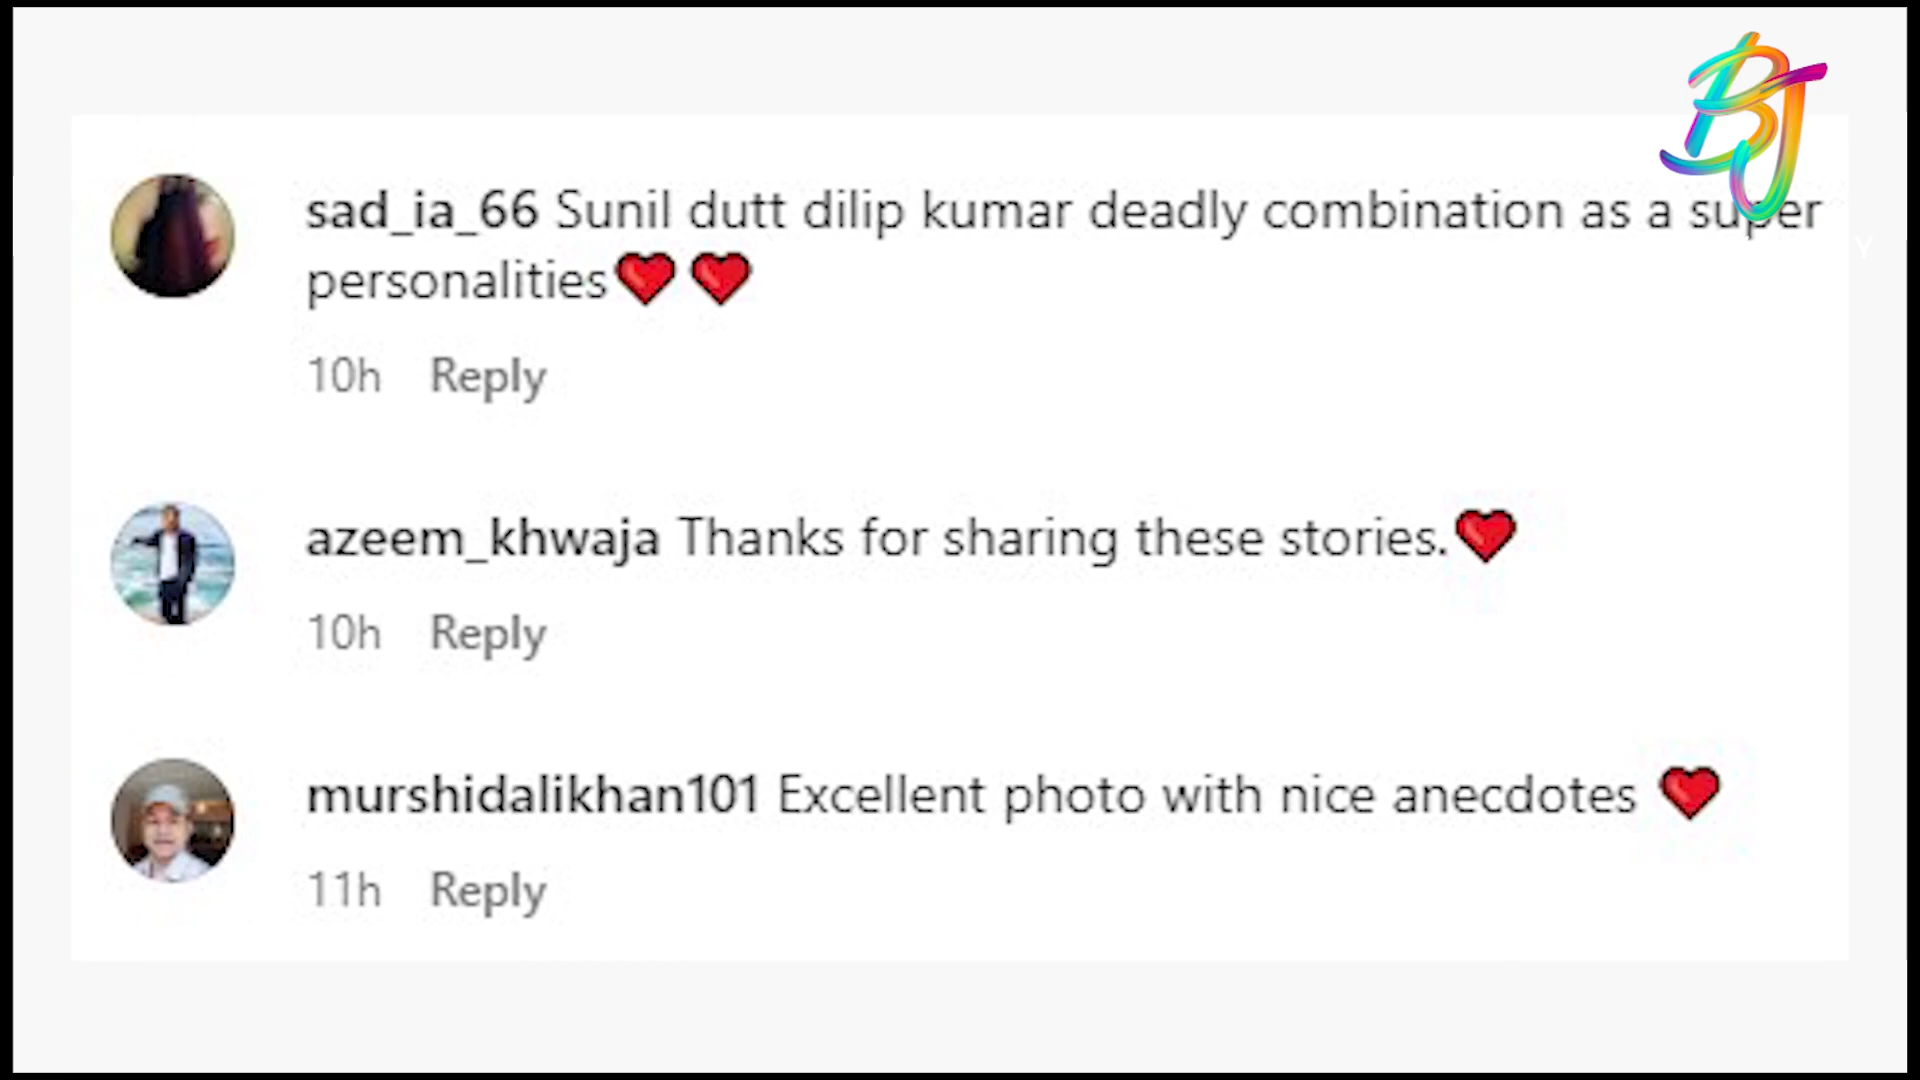 BJ
sad_ia_66 Sunil dutt dilip kumar deadly combination as a super
personalities❤️❤️
10h Reply
azeem_khwaja Thanks for sharing these stories.❤️
10h Reply
murshidalikhan101 Excellent photo with nice anecdotes ❤️
11h Reply